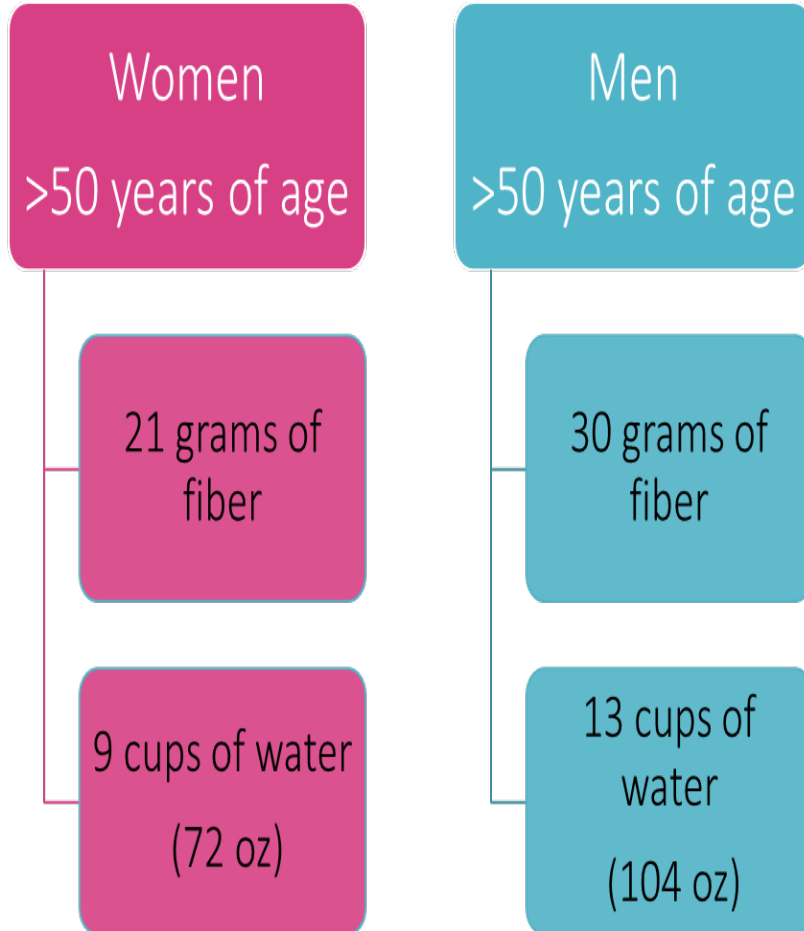 Women
>50 years of age
21 grams of
fiber
9 cups of water
(72 oz)
Men
>50 years of age
30 grams of
fiber
13 cups of
water
(104 oz)